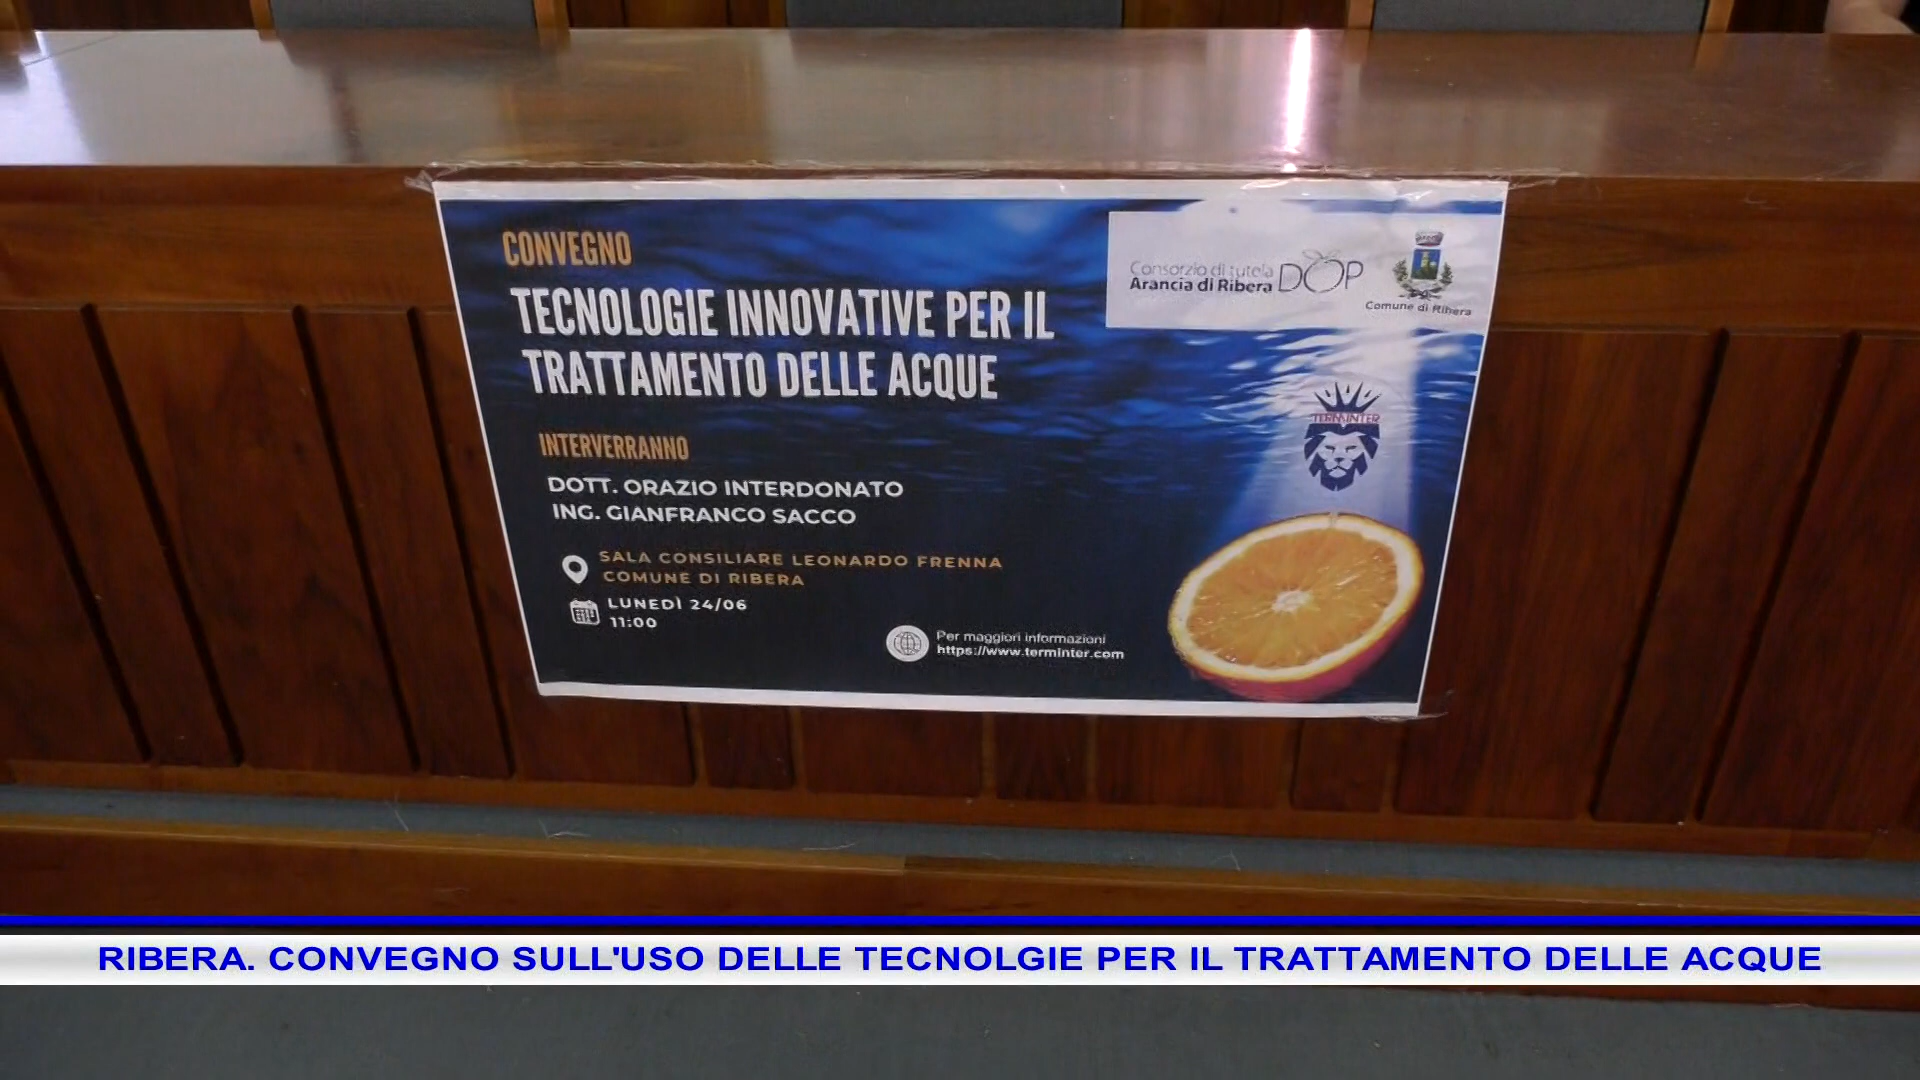 CONVEGNO
TECNOLOGIE INNOVATIVE PER IL
TRATTAMENTO DELLE ACQUE
Consorzio di tutela
Arancia di Ribera DOP
Comune di Ribera
TERMINTER
INTERVERRANNO
DOTT. ORAZIO INTERDONATO
ING. GIANFRANCO SACCO
SALA CONSILIARE LEONARDO FRENNA
COMUNE DI RIBERA
LUNEDÌ 24/06
11:00
Per maggiori informazioni
https://www.terminter.com
RIBERA. CONVEGNO SULL'USO DELLE TECNOLGIE PER IL TRATTAMENTO DELLE ACQUE